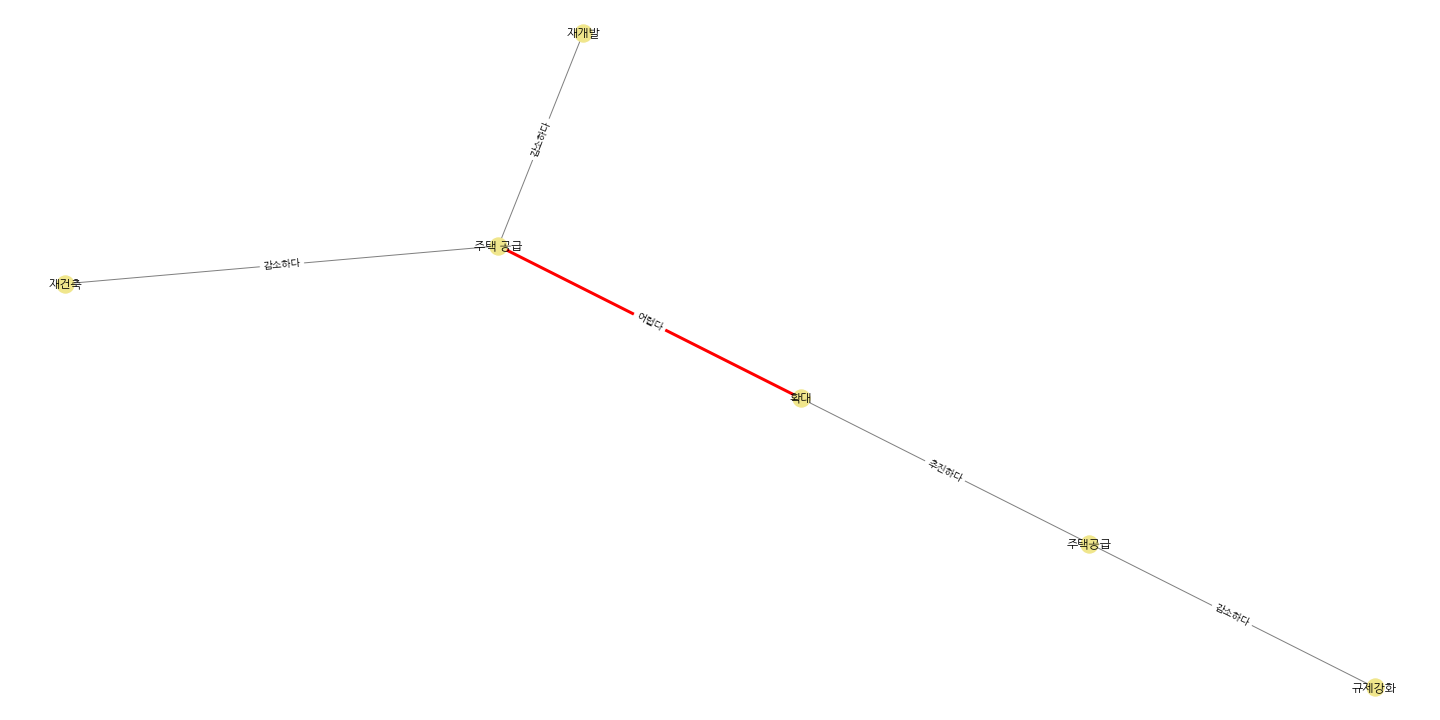 재개발
감소하다
주택 공급
감소하다
재건축
어렵다
확대
추진하다
주택공급
감소하다
규제강화